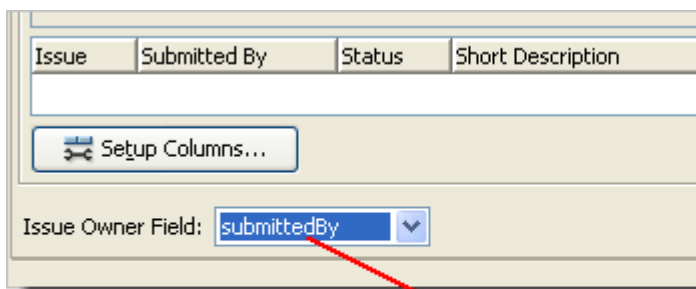 Issue Submitted By Status Short Description
Setup Columns...
Issue Owner Field: submittedBy